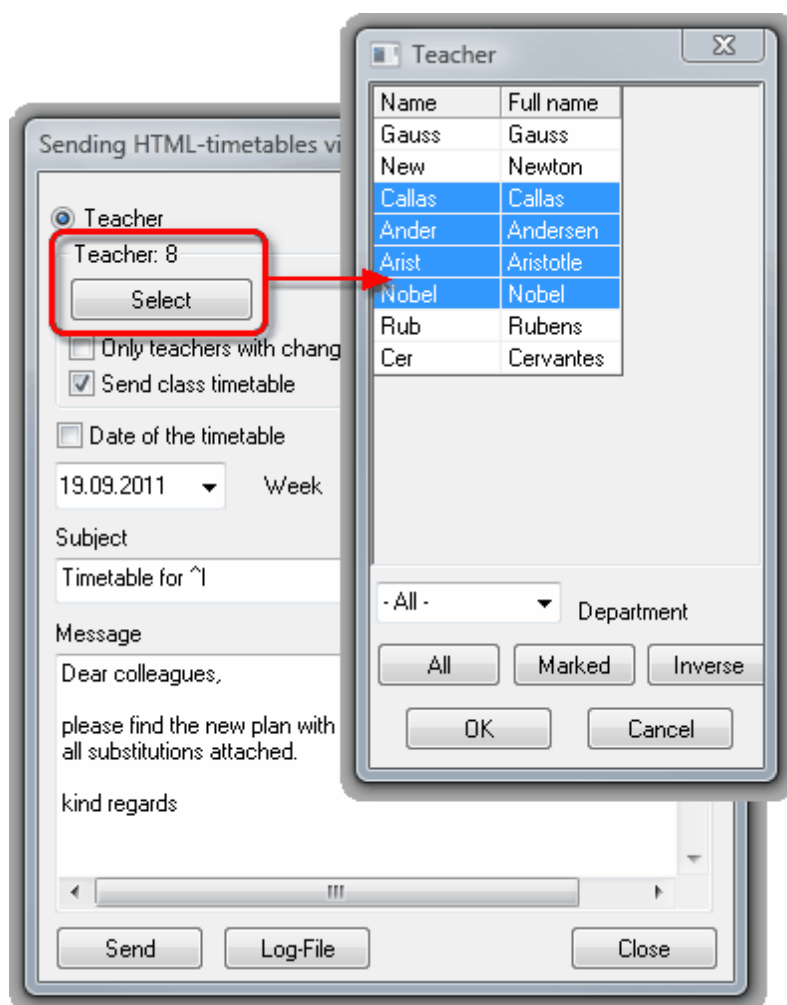 Teacher
Name Full name
Gauss Gauss
New Newton
Callas Callas
Ander Andersen
Arist Aristotle
Nobel Nobel
Rub Rubens
Cer Cervantes
- All - Department
All Marked Inverse
OK Cancel
Sending HTML-timetables vi
Teacher
Teacher: 8
Select
Only teachers with chang
Send class timetable
Date of the timetable
19.09.2011 Week
Subject
Timetable for ^l
Message
Dear colleagues,
please find the new plan with
all substitutions attached.
kind regards
Send Log-File Close